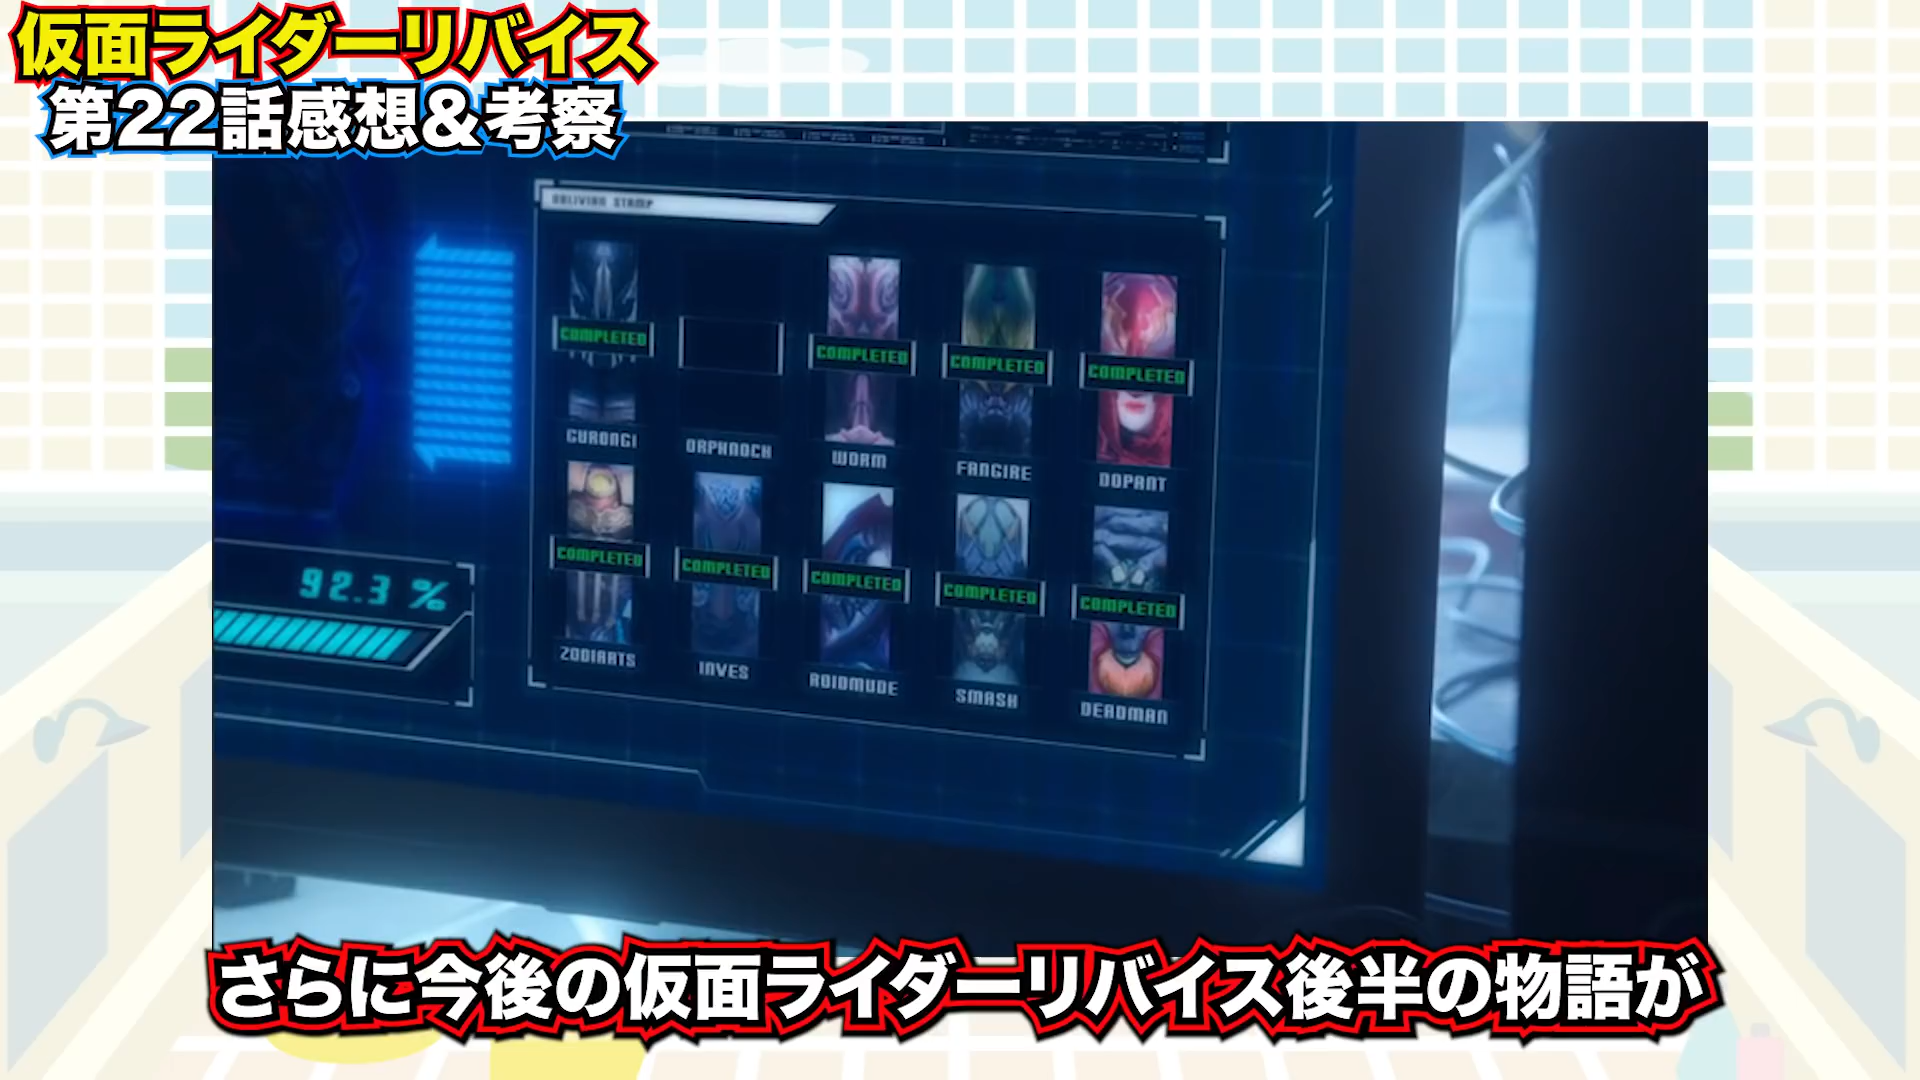 仮面ライダーリバイス
第22話感想&考察
OBLIVION STAMP
COMPLETED
COMPLETED
COMPLETED
COMPLETED
GURONGI
ORPHNOCH
WORM
FANGIRE
DOPANT
COMPLETED
COMPLETED
COMPLETED
COMPLETED
COMPLETED
ZODIARTS
INVES
ROIDMUDE
SMASH
DEADMAN
92.3 %
さらに今後の仮面ライダーリバイス後半の物語が